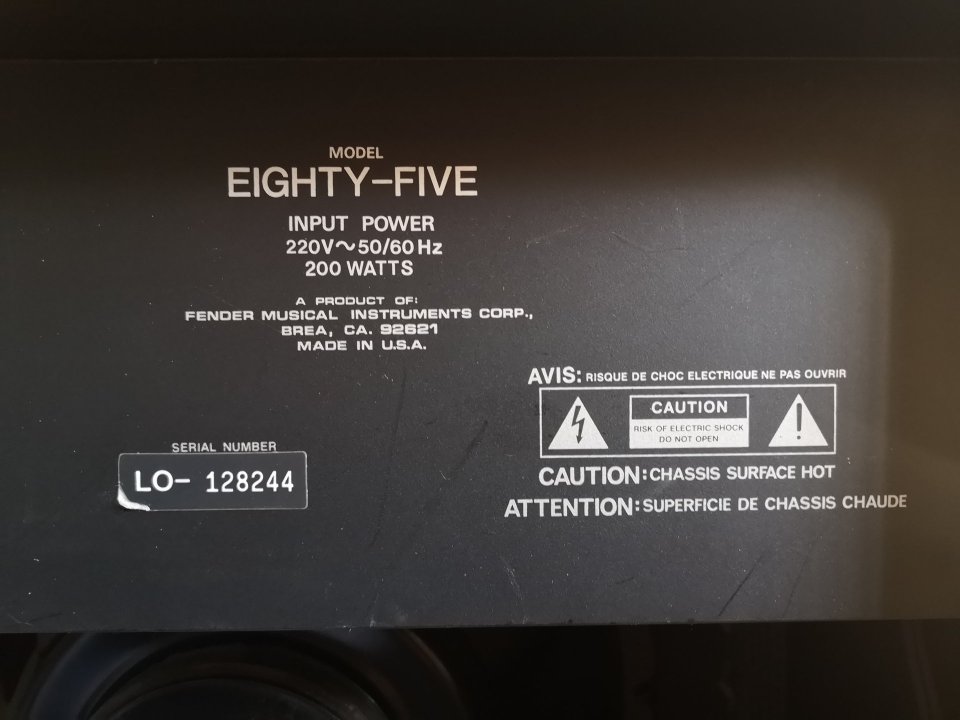 MODEL
EIGHTY-FIVE
INPUT POWER
220V~50/60Hz
200 WATTS
A PRODUCT OF:
FENDER MUSICAL INSTRUMENTS CORP.,
BREA, CA. 92621
MADE IN U.S.A.
AVIS: RISQUE DE CHOC ELECTRIQUE NE PAS OUVRIR
CAUTION
RISK OF ELECTRIC SHOCK
DO NOT OPEN
CAUTION: CHASSIS SURFACE HOT
ATTENTION: SUPERFICIE DE CHASSIS CHAUDE
SERIAL NUMBER
LO- 128244